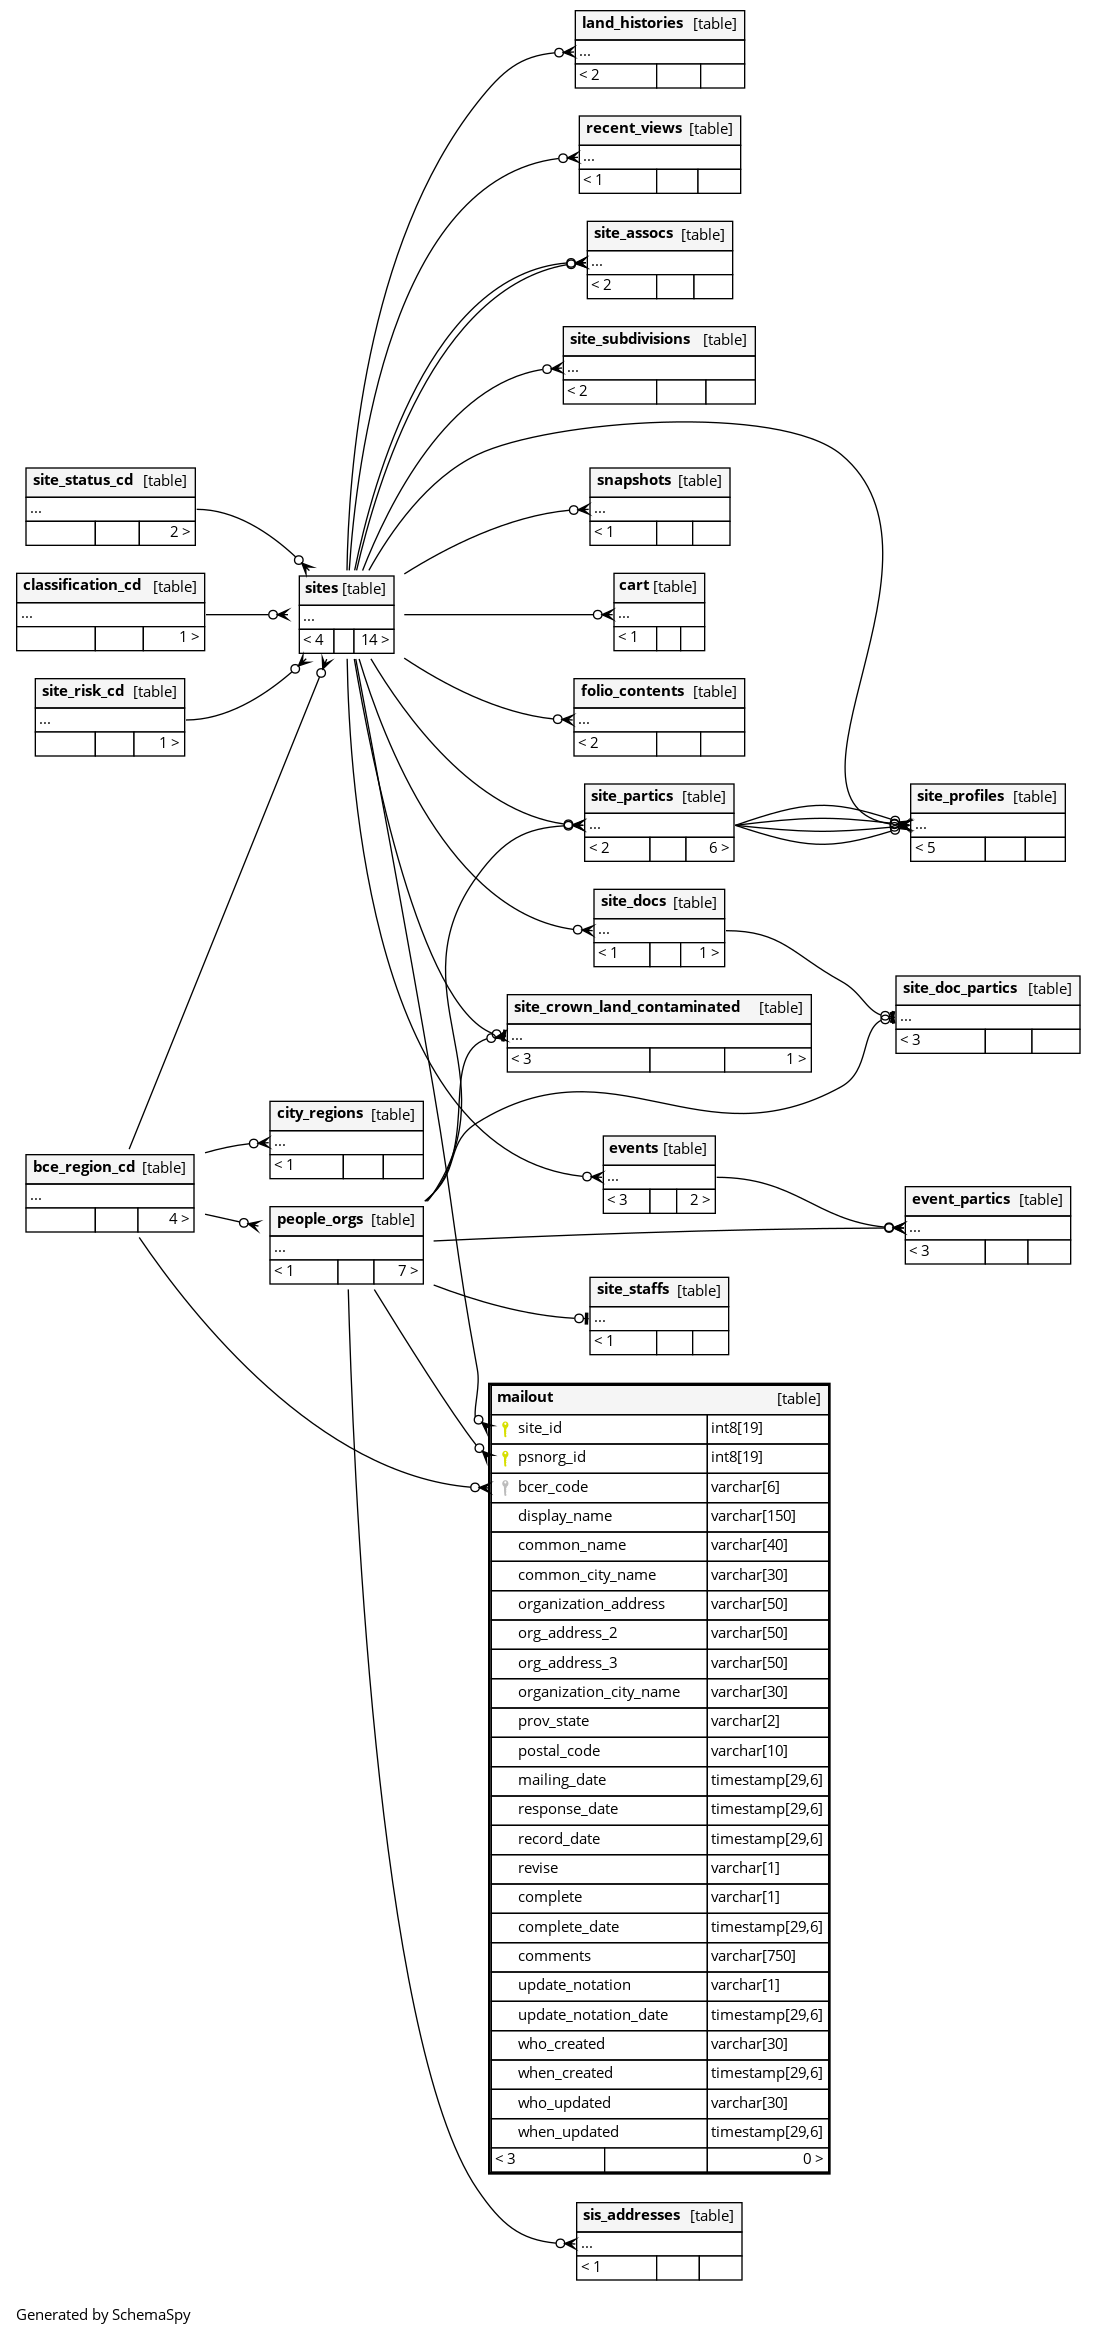 land_histories [table]
...
< 2
recent_views [table]
...
< 1
site_assocs [table]
...
< 2
site_subdivisions [table]
...
< 2
site_status_cd [table]
...
2 >
snapshots [table]
...
< 1
classification_cd [table]
...
1 >
sites [table]
...
< 4 14 >
cart [table]
...
< 1
site_risk_cd [table]
...
1 >
folio_contents [table]
...
< 2
site_partics [table]
...
< 2 6 >
site_profiles [table]
...
< 5
site_docs [table]
...
< 1 1 >
site_doc_partics [table]
...
< 3
site_crown_land_contaminated [table]
...
< 3 1 >
city_regions [table]
...
< 1
bce_region_cd [table]
...
4 >
events [table]
...
< 3 2 >
event_partics [table]
...
< 3
people_orgs [table]
...
< 1 7 >
site_staffs [table]
...
< 1
mailout [table]
site_id int8[19]
psnorg_id int8[19]
bcer_code varchar[6]
display_name varchar[150]
common_name varchar[40]
common_city_name varchar[30]
organization_address varchar[50]
org_address_2 varchar[50]
org_address_3 varchar[50]
organization_city_name varchar[30]
prov_state varchar[2]
postal_code varchar[10]
mailing_date timestamp[29,6]
response_date timestamp[29,6]
record_date timestamp[29,6]
revise varchar[1]
complete varchar[1]
complete_date timestamp[29,6]
comments varchar[750]
update_notation varchar[1]
update_notation_date timestamp[29,6]
who_created varchar[30]
when_created timestamp[29,6]
who_updated varchar[30]
when_updated timestamp[29,6]
< 3 0 >
sis_addresses [table]
...
< 1
Generated by SchemaSpy